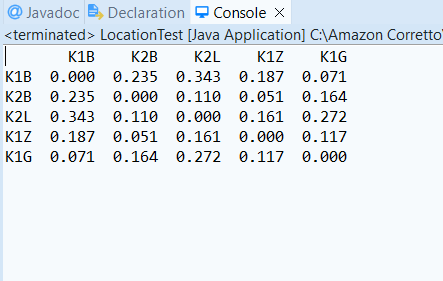 @ Javadoc Declaration Console
<terminated> LocationTest [Java Application] C:\Amazon Corretto\
K1B K2B K2L K1Z K1G
K1B 0.000 0.235 0.343 0.187 0.071
K2B 0.235 0.000 0.110 0.051 0.164
K2L 0.343 0.110 0.000 0.161 0.272
K1Z 0.187 0.051 0.161 0.000 0.117
K1G 0.071 0.164 0.272 0.117 0.000